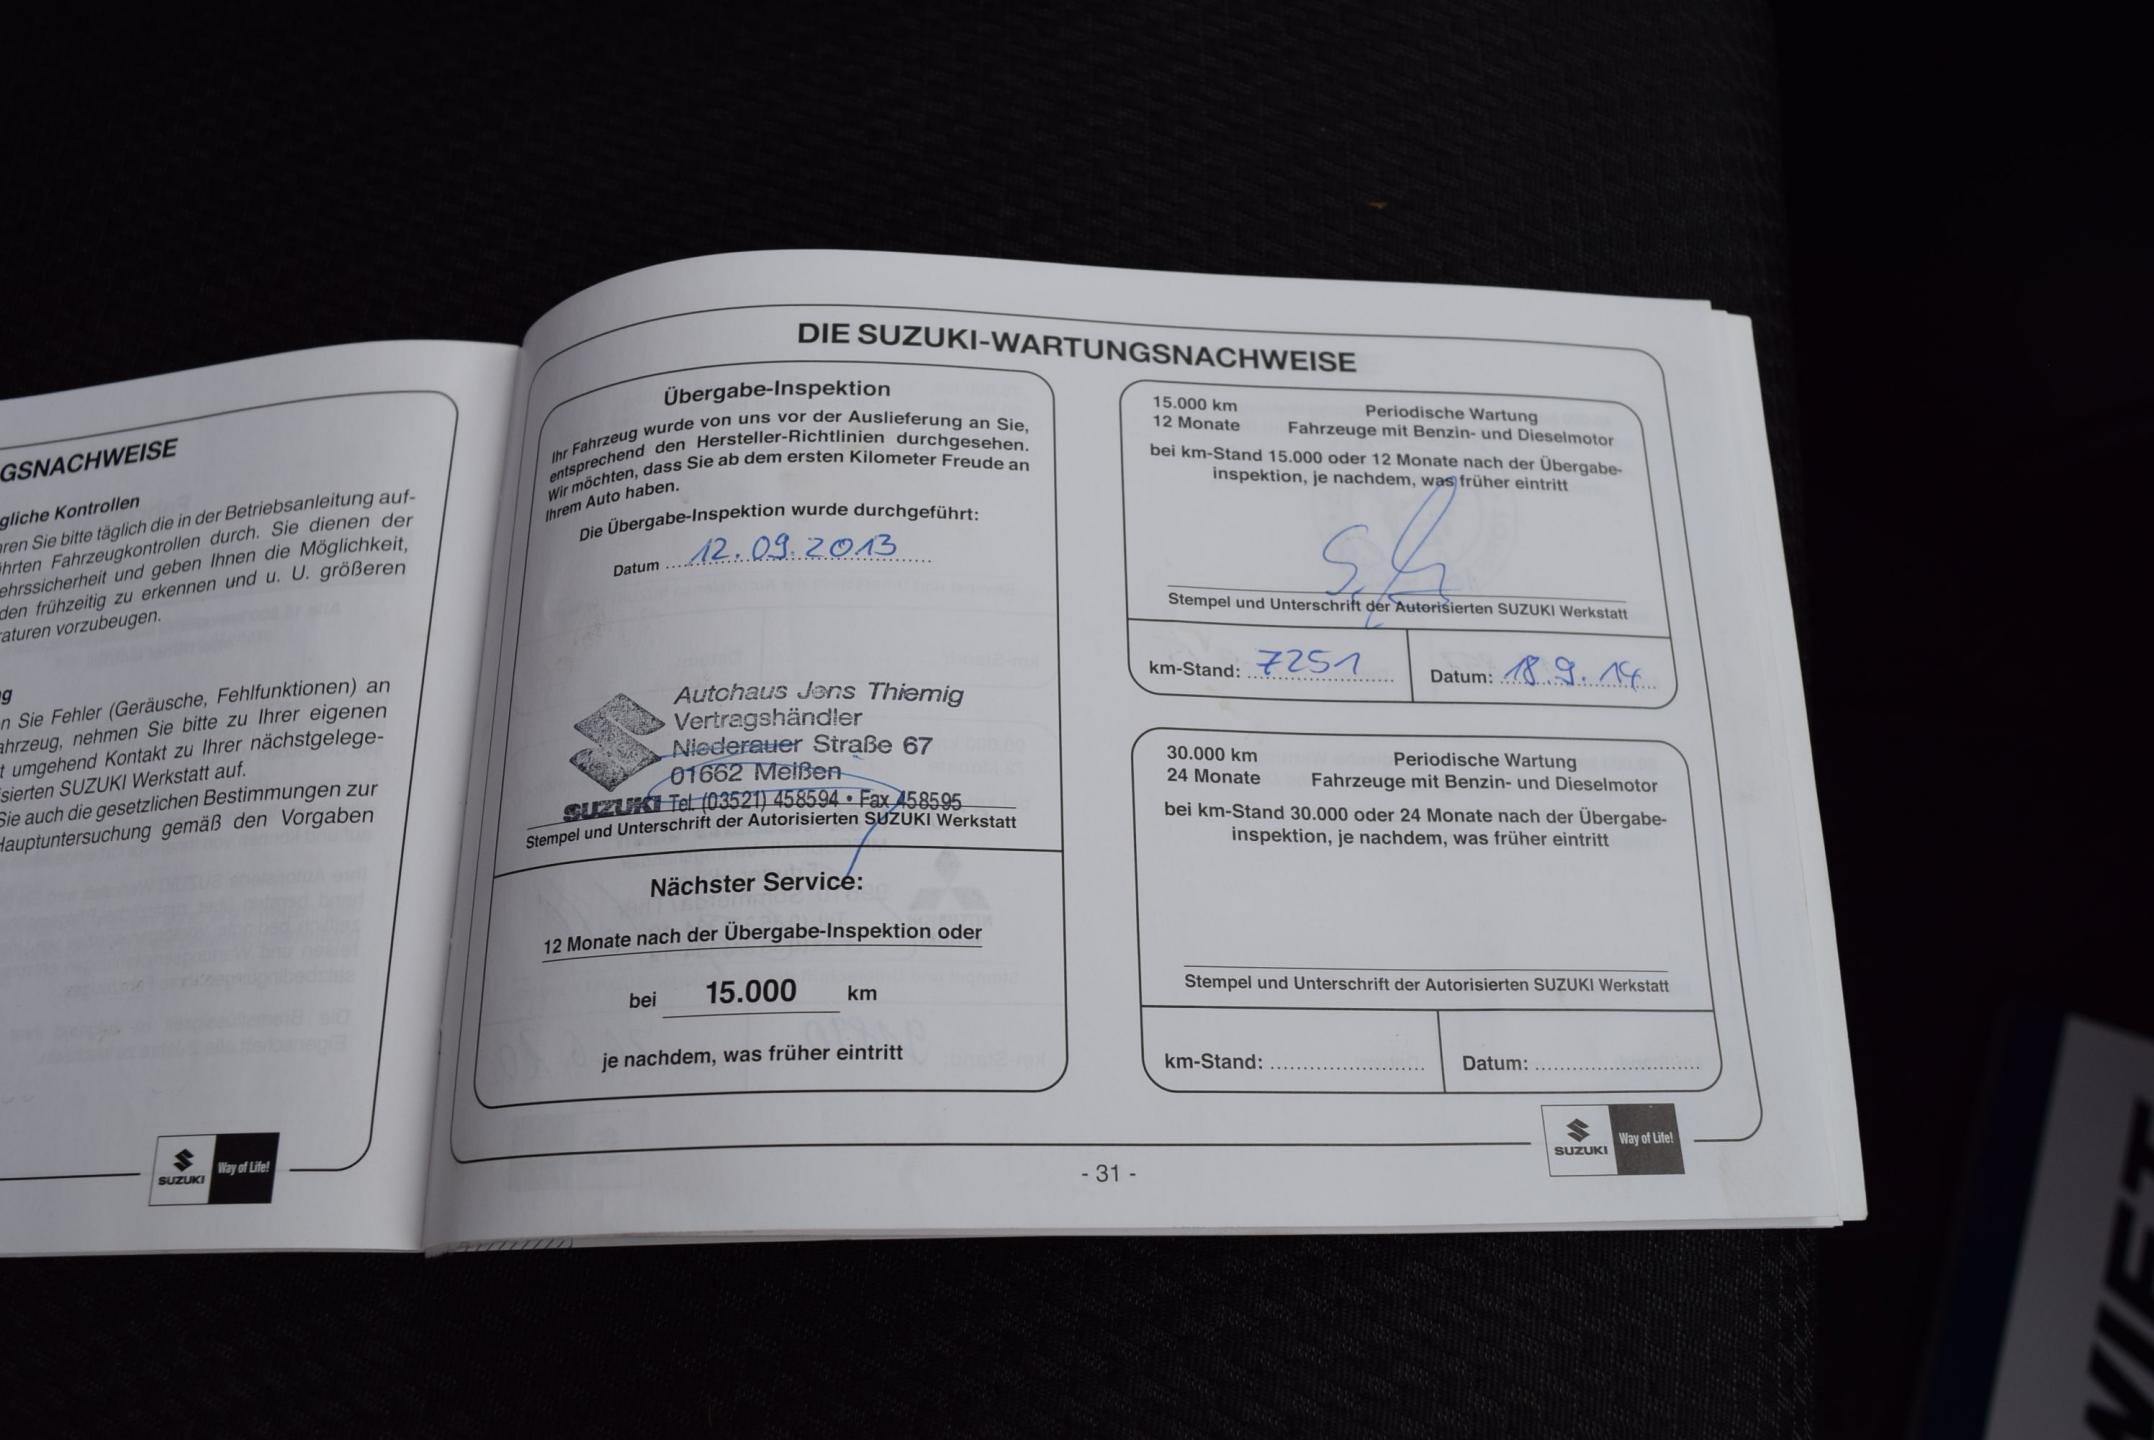 GSNACHWEISE
gliche Kontrollen
ren Sie bitte täglich die in der Betriebsanleitung auf-
hrten Fahrzeugkontrollen durch. Sie dienen der
ehrssicherheit und geben Ihnen die Möglichkeit,
den frühzeitig zu erkennen und u. U. größeren
raturen vorzubeugen.
g
n Sie Fehler (Geräusche, Fehlfunktionen) an
ahrzeug, nehmen Sie bitte zu Ihrer eigenen
t umgehend Kontakt zu Ihrer nächstgelege-
isierten SUZUKI Werkstatt auf.
Sie auch die gesetzlichen Bestimmungen zur
Hauptuntersuchung gemäß den Vorgaben
SUZUKI Way of Life!
DIE SUZUKI-WARTUNGSNACHWEISE
Übergabe-Inspektion
Ihr Fahrzeug wurde von uns vor der Auslieferung an Sie,
entsprechend den Hersteller-Richtlinien durchgesehen.
Wir möchten, dass Sie ab dem ersten Kilometer Freude an
Ihrem Auto haben.
Die Übergabe-Inspektion wurde durchgeführt:
Datum 12.09.2013
Autohaus Jens Thiemig
Vertragshändler
Niederauer Straße 67
01662 Meißen
SUZUKI Tel. (03521) 458594 • Fax 458595
Stempel und Unterschrift der Autorisierten SUZUKI Werkstatt
Nächster Service:
12 Monate nach der Übergabe-Inspektion oder
bei 15.000 km
je nachdem, was früher eintritt
15.000 km Periodische Wartung
12 Monate Fahrzeuge mit Benzin- und Dieselmotor
bei km-Stand 15.000 oder 12 Monate nach der Übergabe-
inspektion, je nachdem, was früher eintritt
Stempel und Unterschrift der Autorisierten SUZUKI Werkstatt
km-Stand: 7251 Datum: 18.9.14
30.000 km Periodische Wartung
24 Monate Fahrzeuge mit Benzin- und Dieselmotor
bei km-Stand 30.000 oder 24 Monate nach der Übergabe-
inspektion, je nachdem, was früher eintritt
Stempel und Unterschrift der Autorisierten SUZUKI Werkstatt
km-Stand: Datum:
SUZUKI Way of Life!
- 31 -